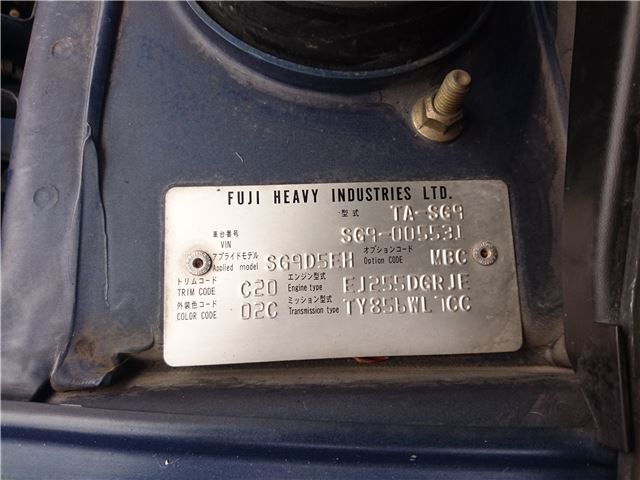 FUJI HEAVY INDUSTRIES LTD.
型式 TA-SG9
車台番号 VIN SG9-005531
アプライドモデル Applied model SG9D5EH オプションコード Option CODE MBC
トリムコード TRIM CODE C20 エンジン型式 Engine type EJ255DGRJE
外装色コード COLOR CODE 02C ミッション型式 Transmission type TY856WL7CC